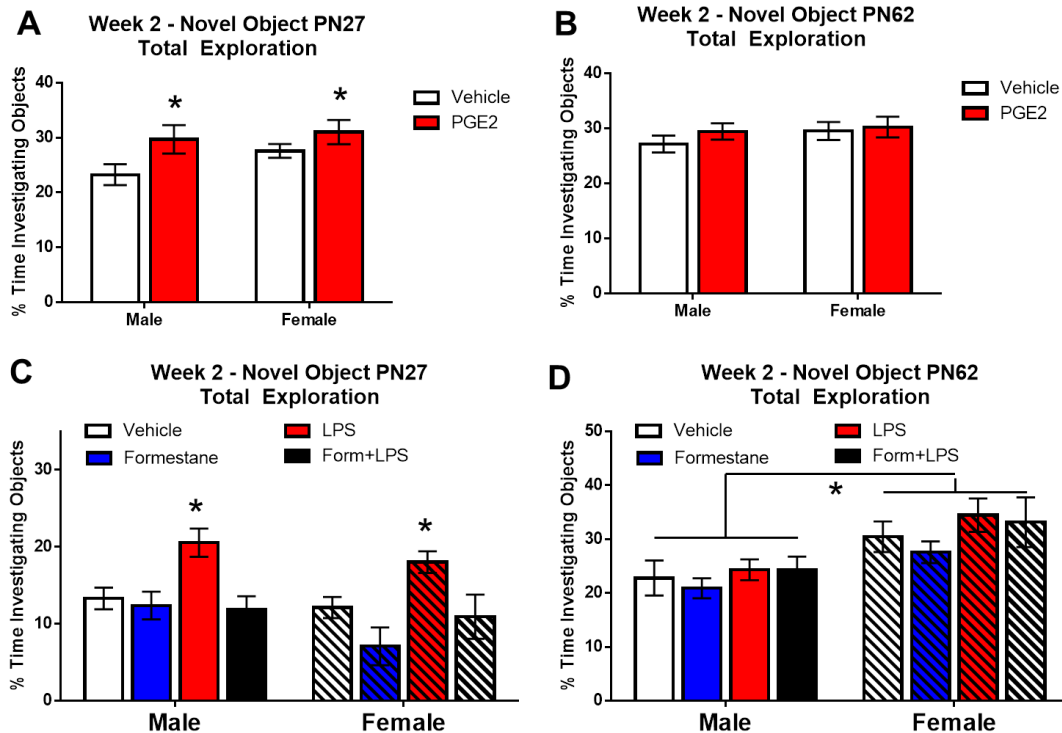 A
Week 2 - Novel Object PN27
Total Exploration
% Time Investigating Objects
40
30
20
10
0
*
*
Male
Female
Vehicle
PGE2
B
Week 2 - Novel Object PN62
Total Exploration
% Time Investigating Objects
40
30
20
10
0
Male
Female
Vehicle
PGE2
C
Week 2 - Novel Object PN27
Total Exploration
Vehicle
LPS
Formestane
Form+LPS
% Time Investigating Objects
30
20
10
0
*
*
Male
Female
D
Week 2 - Novel Object PN62
Total Exploration
Vehicle
LPS
Formestane
Form+LPS
% Time Investigating Objects
50
40
30
20
10
0
*
Male
Female